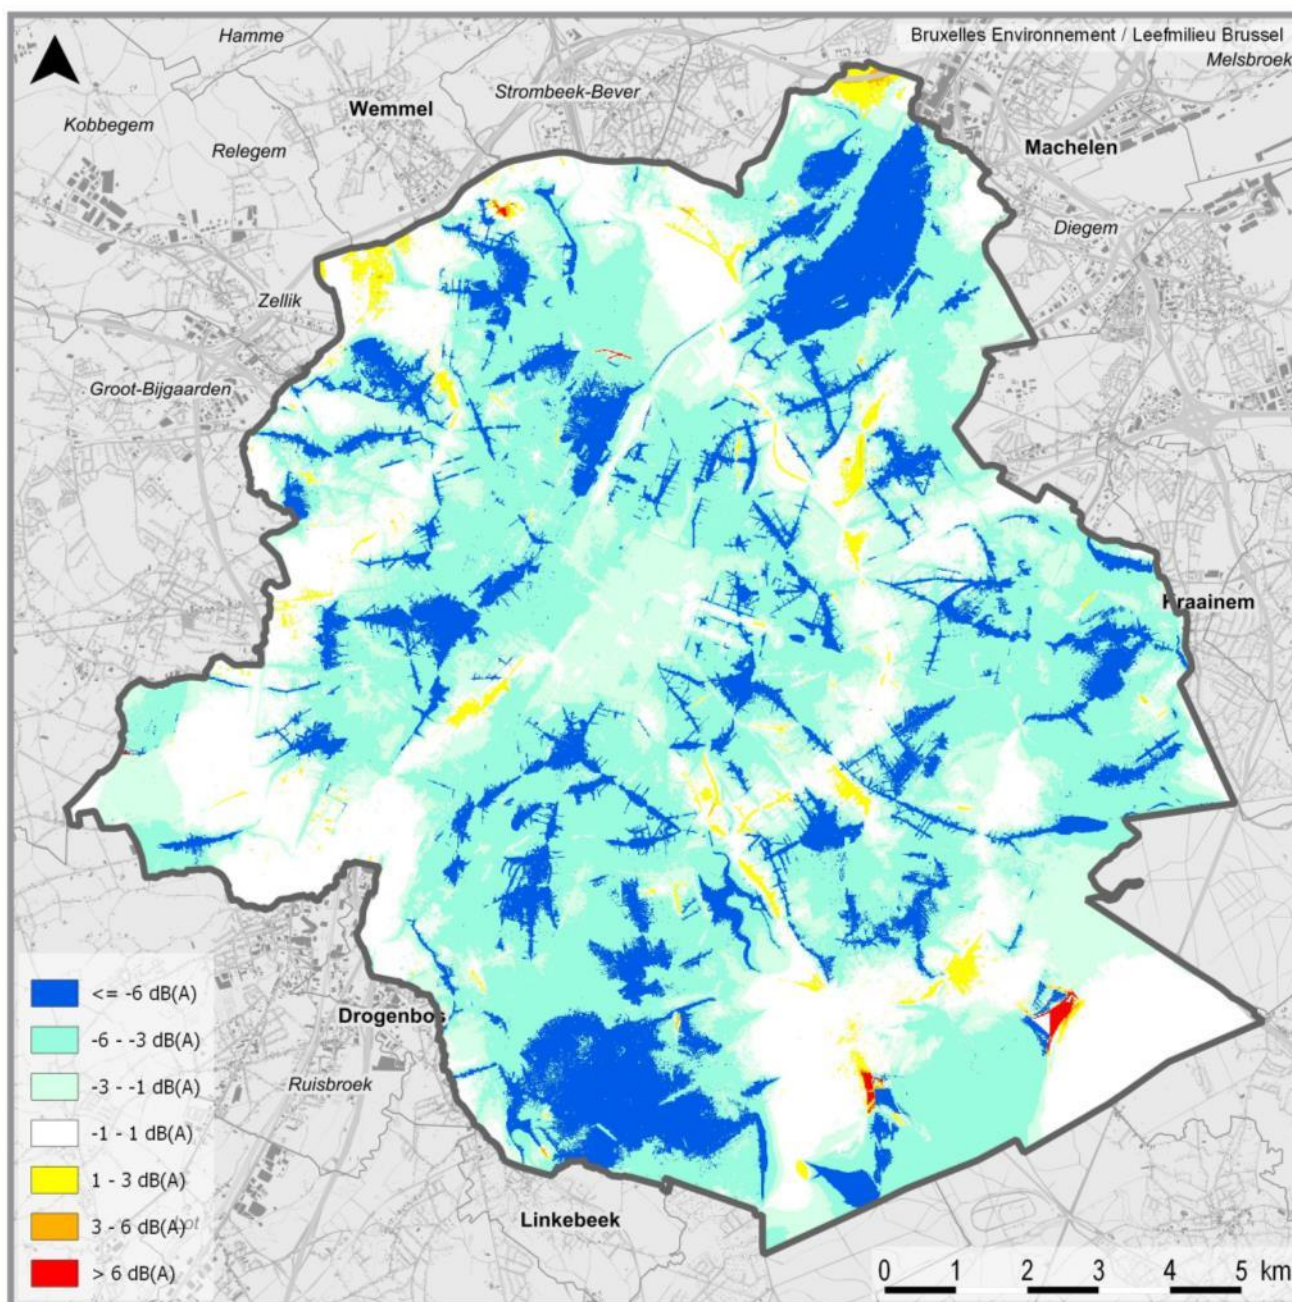 Bruxelles Environnement / Leefmilieu Brussel
Hamme
Melsbroek
Strombeek-Bever
Wemmel
Kobbegem
Relegem
Machelen
Diegem
Zellik
Groot-Bijgaarden
Kraainem
Drogenbos
Ruisbroek
Linkebeek
<= -6 dB(A)
-6 - -3 dB(A)
-3 - -1 dB(A)
-1 - 1 dB(A)
1 - 3 dB(A)
3 - 6 dB(A)
> 6 dB(A)
0 1 2 3 4 5 km